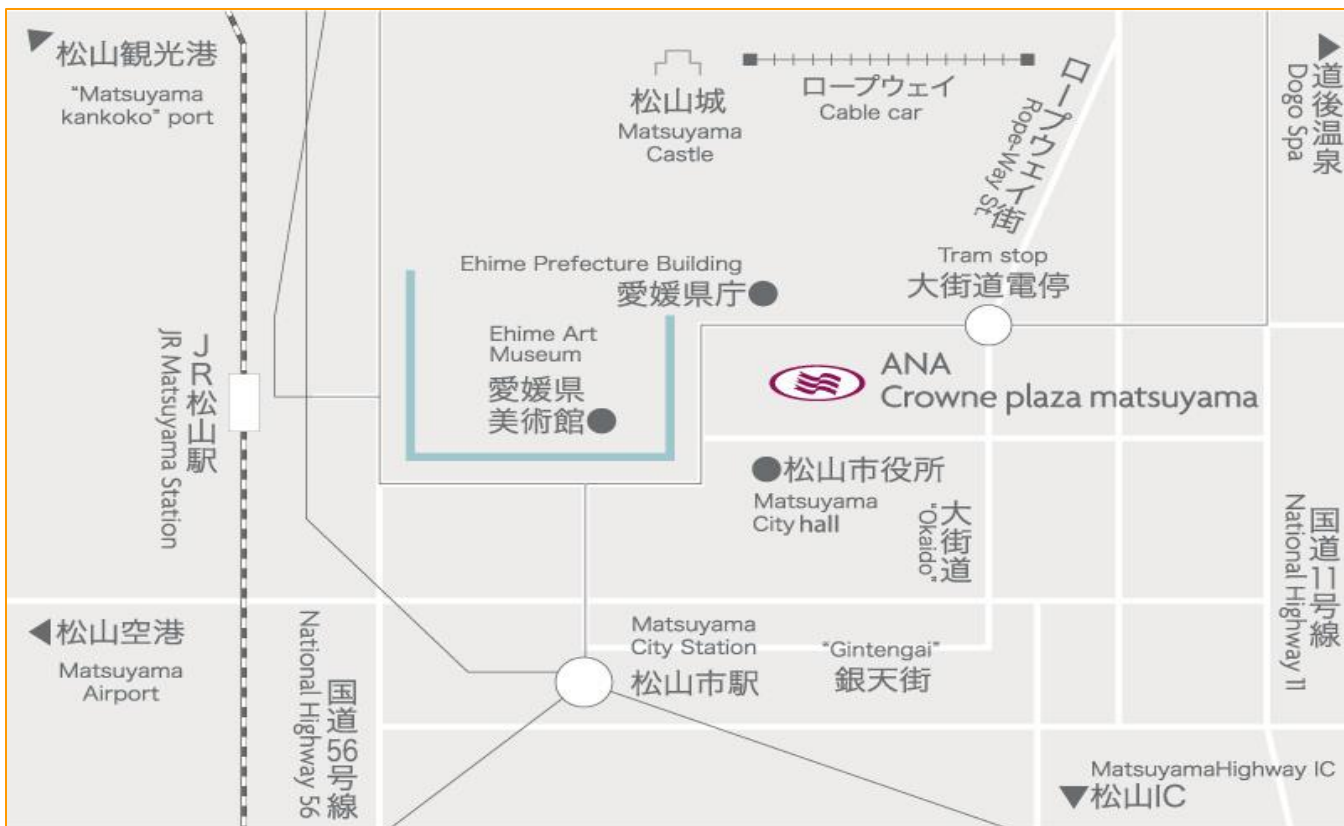 松山観光港
"Matsuyama
kankoko" port
松山城
Matsuyama
Castle
ロープウェイ
Cable car
ロープウェイ街
Rope-Way St.
道後温泉
Dogo Spa
Ehime Prefecture Building
愛媛県庁
Tram stop
大街道電停
Ehime Art
Museum
愛媛県
美術館
JR松山駅
JR Matsuyama Station
ANA
Crowne plaza matsuyama
松山市役所
Matsuyama
City hall
大街道
"Okaido"
国道11号線
National Highway 11
松山空港
Matsuyama
Airport
国道56号線
National Highway 56
Matsuyama
City Station
松山市駅
"Gintengai"
銀天街
MatsuyamaHighway IC
松山IC